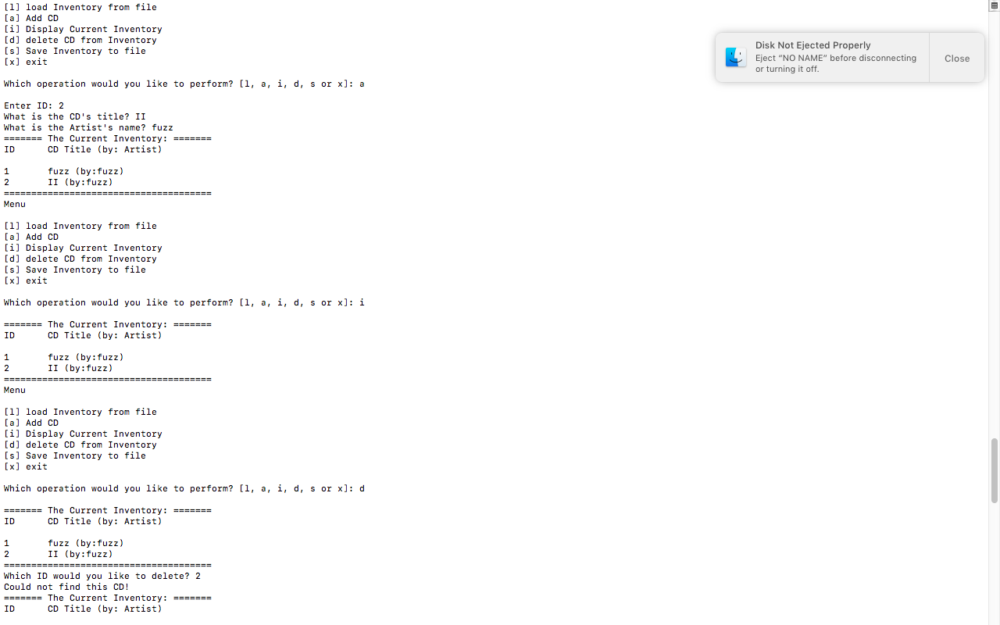 [l] load Inventory from file
[a] Add CD
[i] Display Current Inventory
[d] delete CD from Inventory
[s] Save Inventory to file
[x] exit
Which operation would you like to perform? [l, a, i, d, s or x]: a
Enter ID: 2
What is the CD's title? II
What is the Artist's name? fuzz
======= The Current Inventory: =======
ID CD Title (by: Artist)
1 fuzz (by:fuzz)
2 II (by:fuzz)
======================================
Menu
[l] load Inventory from file
[a] Add CD
[i] Display Current Inventory
[d] delete CD from Inventory
[s] Save Inventory to file
[x] exit
Which operation would you like to perform? [l, a, i, d, s or x]: i
======= The Current Inventory: =======
ID CD Title (by: Artist)
1 fuzz (by:fuzz)
2 II (by:fuzz)
======================================
Menu
[l] load Inventory from file
[a] Add CD
[i] Display Current Inventory
[d] delete CD from Inventory
[s] Save Inventory to file
[x] exit
Which operation would you like to perform? [l, a, i, d, s or x]: d
======= The Current Inventory: =======
ID CD Title (by: Artist)
1 fuzz (by:fuzz)
2 II (by:fuzz)
======================================
Which ID would you like to delete? 2
Could not find this CD!
======= The Current Inventory: =======
ID CD Title (by: Artist)
Disk Not Ejected Properly
Eject “NO NAME” before disconnecting
or turning it off.
Close